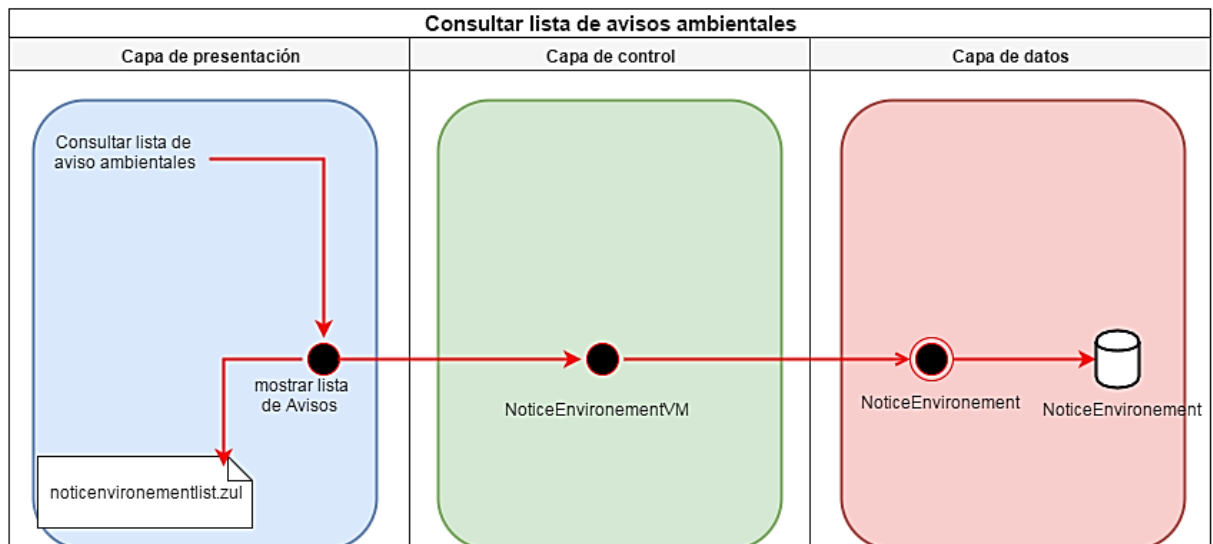 Consultar lista de avisos ambientales
Capa de presentación
Capa de control
Capa de datos
Consultar lista de
aviso ambientales
mostrar lista
de Avisos
noticenvironementlist.zul
NoticeEnvironementVM
NoticeEnvironement
NoticeEnvironement